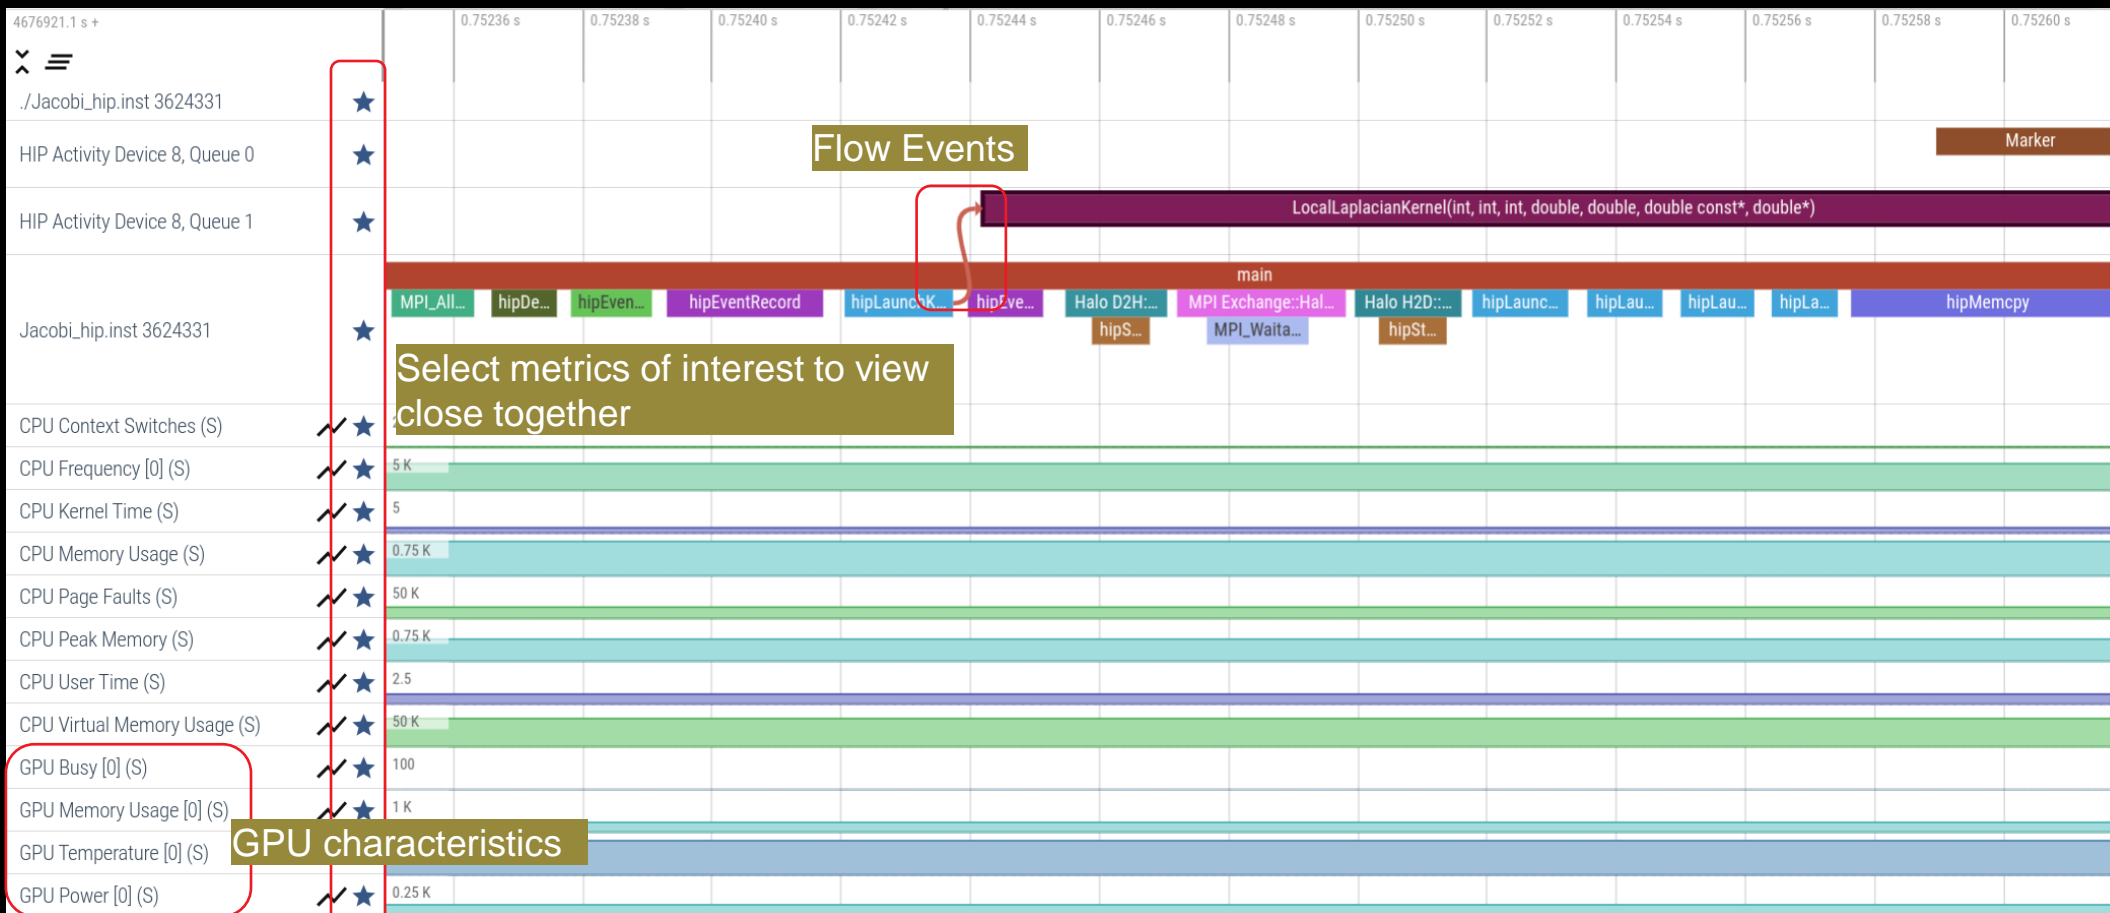 4676921.1 s +
0.75236 s
0.75238 s
0.75240 s
0.75242 s
0.75244 s
0.75246 s
0.75248 s
0.75250 s
0.75252 s
0.75254 s
0.75256 s
0.75258 s
0.75260 s
./Jacobi_hip.inst 3624331
Flow Events
HIP Activity Device 8, Queue 0
Marker
HIP Activity Device 8, Queue 1
LocalLaplacianKernel(int, int, int, double, double, double const*, double*)
Jacobi_hip.inst 3624331
main
MPI_All...
hipDe...
hipEven...
hipEventRecord
hipLaunchK...
hipEve...
Halo D2H:...
MPI Exchange::Hal...
Halo H2D::...
hipLaunc...
hipLau...
hipLau...
hipLa...
hipMemcpy
hipS...
MPI_Waita...
hipSt...
Select metrics of interest to view
close together
CPU Context Switches (S)
CPU Frequency [0] (S)
5 K
CPU Kernel Time (S)
5
CPU Memory Usage (S)
0.75 K
CPU Page Faults (S)
50 K
CPU Peak Memory (S)
0.75 K
CPU User Time (S)
2.5
CPU Virtual Memory Usage (S)
50 K
GPU Busy [0] (S)
100
GPU Memory Usage [0] (S)
1 K
GPU characteristics
GPU Temperature [0] (S)
GPU Power [0] (S)
0.25 K